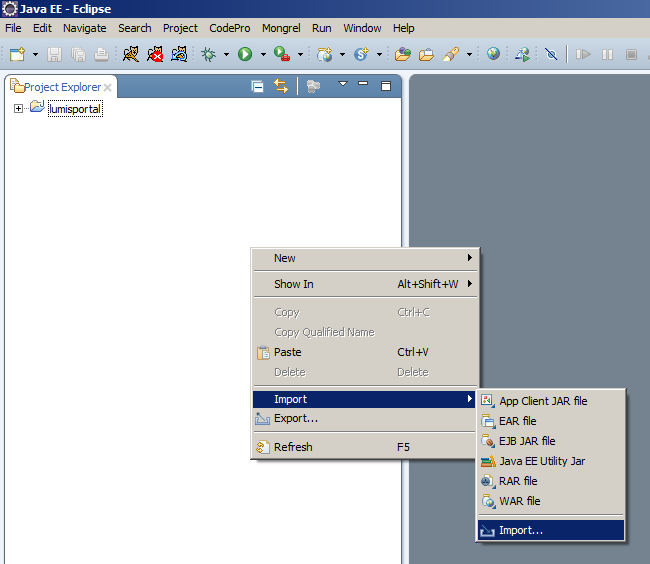 Java EE - Eclipse
File Edit Navigate Search Project CodePro Mongrel Run Window Help
Project Explorer
lumisportal
New
Show In Alt+Shift+W
Copy Ctrl+C
Copy Qualified Name
Paste Ctrl+V
Delete Delete
Import
Export...
Refresh F5
App Client JAR file
EAR file
EJB JAR file
Java EE Utility Jar
RAR file
WAR file
Import...